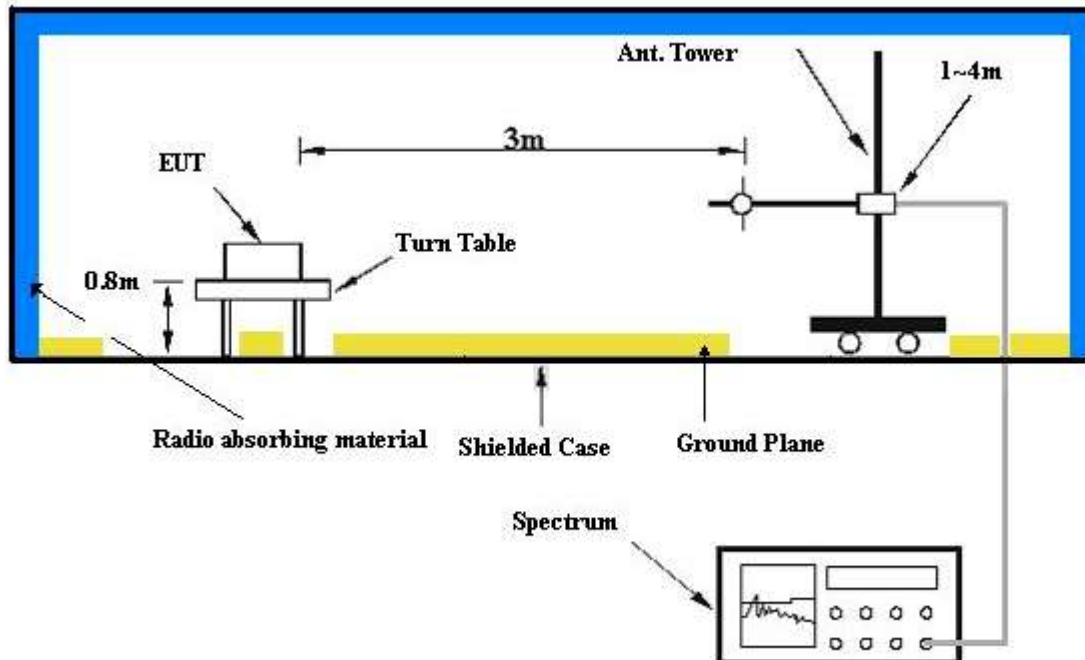 Ant. Tower
1~4m
3m
EUT
Turn Table
0.8m
Radio absorbing material
Shielded Case
Ground Plane
Spectrum